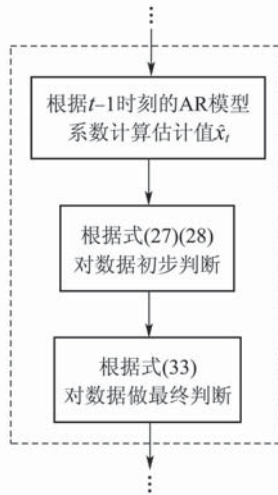 根据t–1时刻的AR模型
系数计算估计值x̂ₜ
根据式(27)(28)
对数据初步判断
根据式(33)
对数据做最终判断